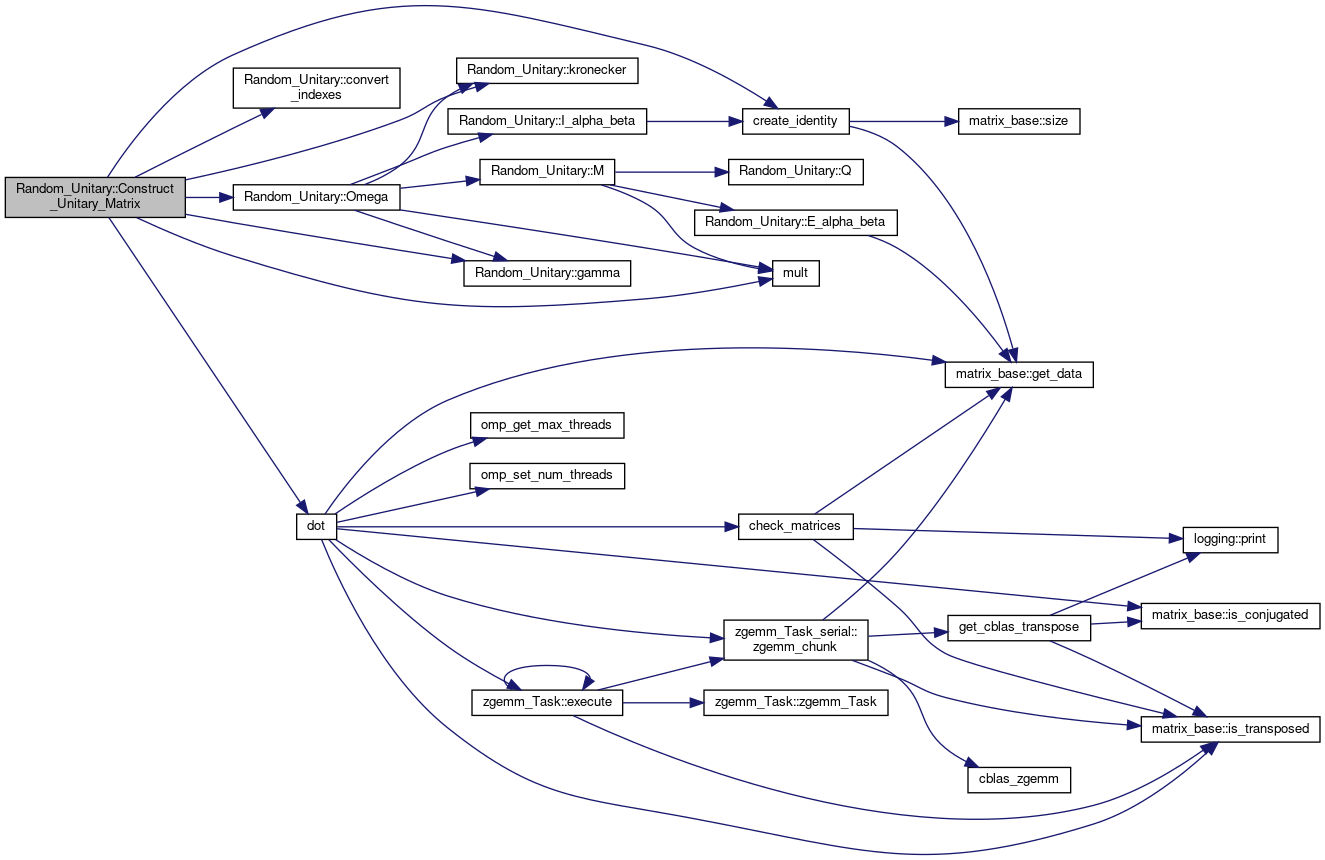 Random_Unitary::Construct
_Unitary_Matrix
Random_Unitary::convert
_indexes
Random_Unitary::kronecker
Random_Unitary::I_alpha_beta
create_identity
matrix_base::size
Random_Unitary::Omega
Random_Unitary::M
Random_Unitary::Q
Random_Unitary::E_alpha_beta
Random_Unitary::gamma
mult
matrix_base::get_data
omp_get_max_threads
omp_set_num_threads
dot
check_matrices
logging::print
matrix_base::is_conjugated
get_cblas_transpose
zgemm_Task_serial::
zgemm_chunk
zgemm_Task::execute
zgemm_Task::zgemm_Task
matrix_base::is_transposed
cblas_zgemm